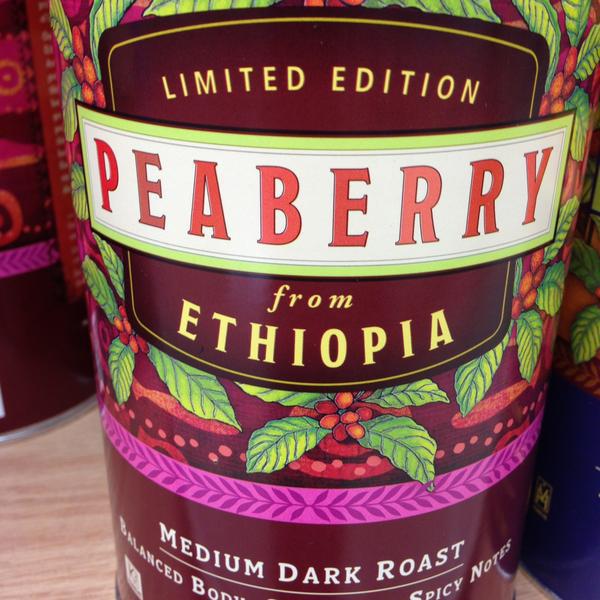 LIMITED EDITION
PEABERRY
from
ETHIOPIA
MEDIUM DARK ROAST
BALANCED BODY SPICY NOTES